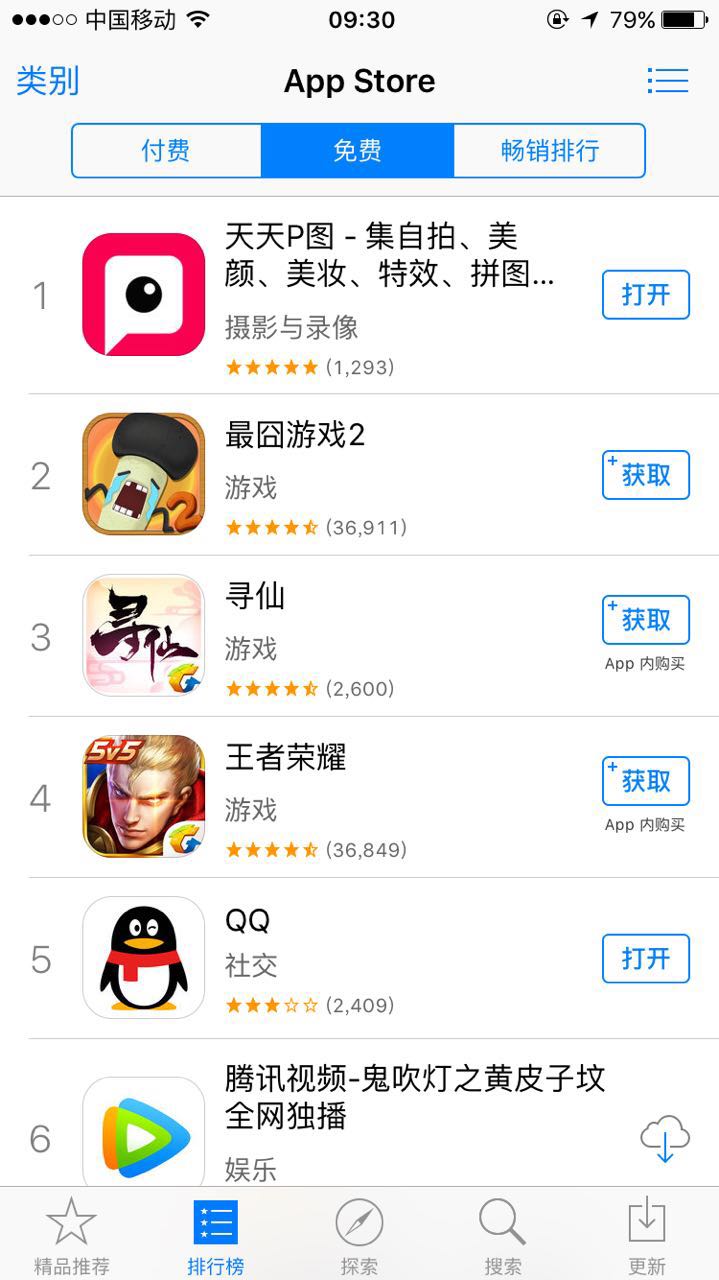 中国移动 09:30 79%
类别 App Store
付费 免费 畅销排行
1
天天P图 - 集自拍、美
颜、美妆、特效、拼图...
打开
摄影与录像
(1,293)
2
最囧游戏2
+获取
游戏
(36,911)
2
3
寻仙
+获取
游戏
App 内购买
(2,600)
寻仙
4
王者荣耀
+获取
游戏
App 内购买
(36,849)
5v5
5
QQ
打开
社交
(2,409)
6
腾讯视频-鬼吹灯之黄皮子坟
全网独播
娱乐
精品推荐 排行榜 探索 搜索 更新